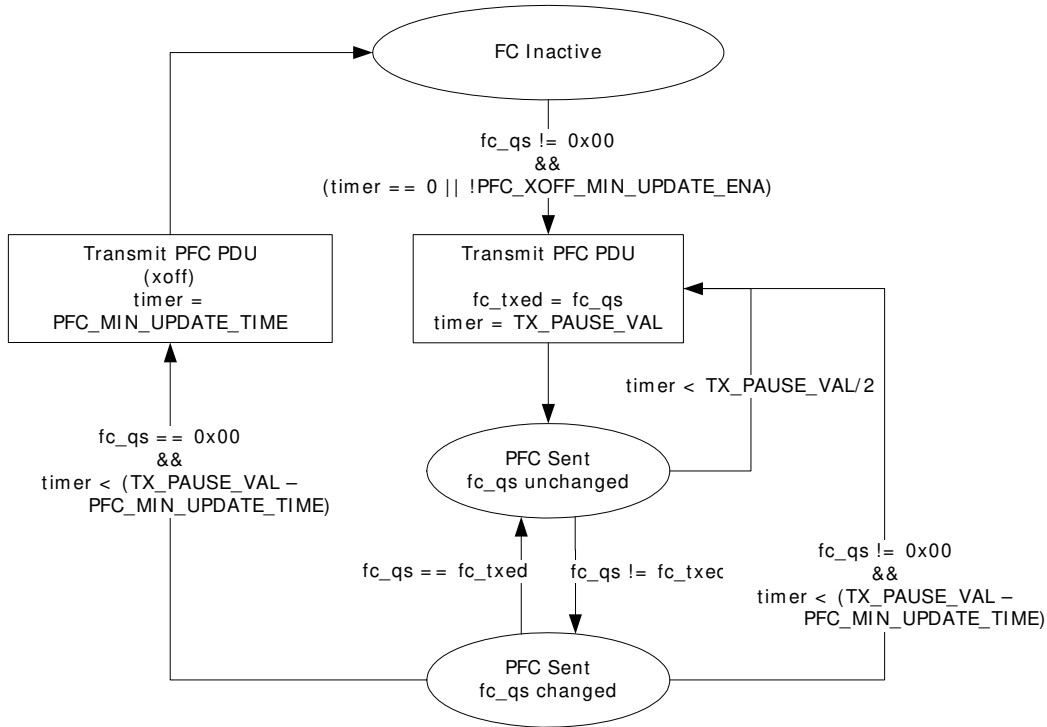 FC Inactive
fc_qs != 0x00
&&
(timer == 0 || !PFC_XOFF_MIN_UPDATE_ENA)
Transmit PFC PDU
(xoff)
timer =
PFC_MIN_UPDATE_TIME
Transmit PFC PDU
fc_txed = fc_qs
timer = TX_PAUSE_VAL
timer < TX_PAUSE_VAL/2
fc_qs == 0x00
&&
timer < (TX_PAUSE_VAL –
PFC_MIN_UPDATE_TIME)
PFC Sent
fc_qs unchanged
fc_qs == fc_txed
fc_qs != fc_txec
fc_qs != 0x00
&&
timer < (TX_PAUSE_VAL –
PFC_MIN_UPDATE_TIME)
PFC Sent
fc_qs changed